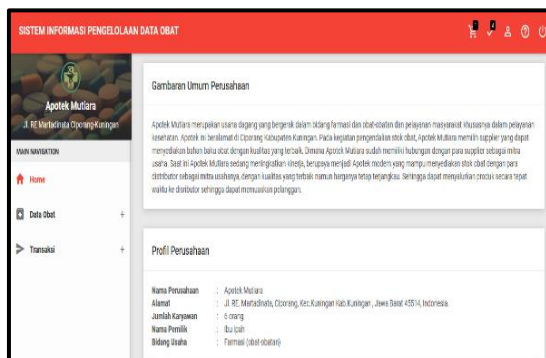 SISTEM INFORMASI PENGELOLAAN DATA OBAT
Apotek Mutiara
Jl. RE Martadinata Ciporang-Kuningan
MAIN NAVIGATION
Home
Data Obat +
Transaksi +
Gambaran Umum Perusahaan
Apotek Mutiara merupakan usaha dagang yang bergerak dalam bidang farmasi dan obat-obatan dan pelayanan masyarakat khususnya dalam pelayanan
kesehatan. Apotek ini beralamat di Ciporang Kabupaten Kuningan. Pada kegiatan pengendalian stok obat, Apotek Mutiara memilih supplier yang dapat
menyediakan bahan baku obat dengan kualitas yang terbaik. Dimana Apotek Mutiara sudah memiliki hubungan dengan para supplier sebagai mitra
usaha. Saat ini Apotek Mutiara sedang meningkatkan kinerja, berupaya menjadi Apotek modern yang mampu menyediakan stok obat dengan para
distributor sebagai mitra usahanya, dengan kualitas yang terbaik namun harganya tetap terjangkau. Sehingga dapat menyalurkan produk secara tepat
waktu ke distributor sehingga dapat memuaskan pelanggan.
Profil Perusahaan
Nama Perusahaan : Apotek Mutiara
Alamat : Jl. RE. Martadinata, Ciporang, Kec.Kuningan Kab.Kuningan , Jawa Barat 45514, Indonesia.
Jumlah Karyawan : 6 orang
Nama Pemilik : Ibu Ipah
Bidang Usaha : Farmasi (obat-obatan)